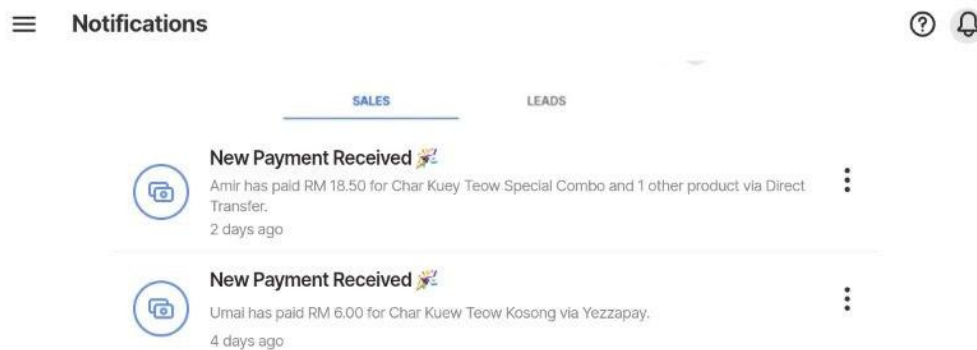 Notifications
SALES
LEADS
New Payment Received 🎉
Amir has paid RM 18.50 for Char Kuey Teow Special Combo and 1 other product via Direct
Transfer.
2 days ago
New Payment Received 🎉
Umai has paid RM 6.00 for Char Kuew Teow Kosong via Yezzapay.
4 days ago